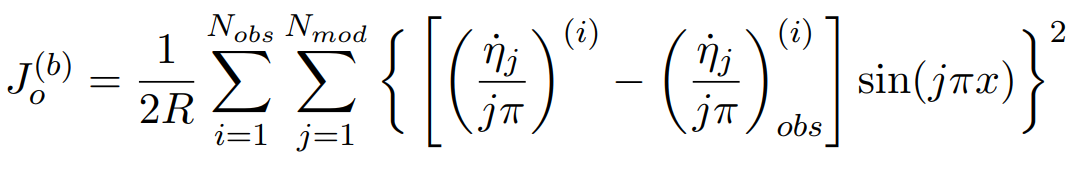 J_o^{(b)} = \frac{1}{2R} \sum_{i=1}^{N_{obs}} \sum_{j=1}^{N_{mod}} \left\{ \left[ \left( \frac{\dot{\eta}_j}{j\pi} \right)^{(i)} - \left( \frac{\dot{\eta}_j}{j\pi} \right)_{obs}^{(i)} \right] \sin(j\pi x) \right\}^2